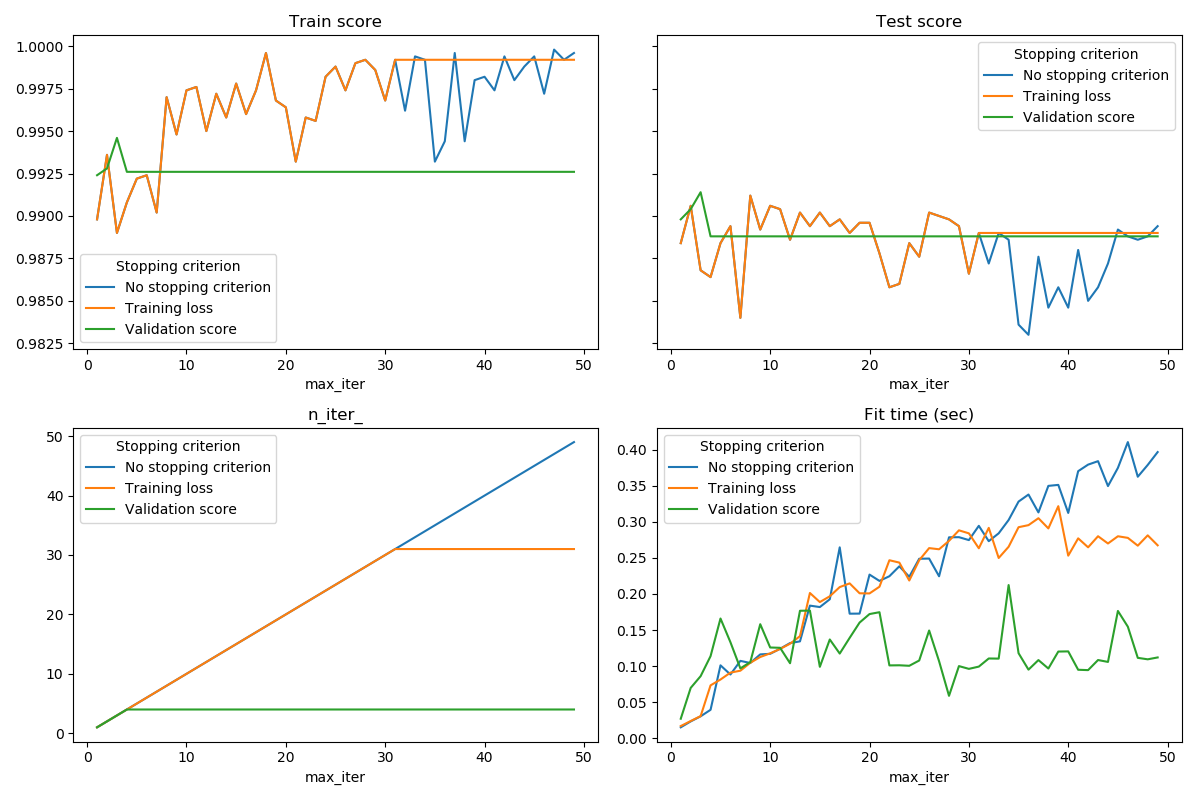 Train score
1.0000
0.9975
0.9950
0.9925
0.9900
0.9875
0.9850
0.9825
Stopping criterion
No stopping criterion
Training loss
Validation score
0 10 20 30 40 50
max_iter
Test score
Stopping criterion
No stopping criterion
Training loss
Validation score
0 10 20 30 40 50
max_iter
n_iter_
50
40
30
20
10
0
Stopping criterion
No stopping criterion
Training loss
Validation score
0 10 20 30 40 50
max_iter
Fit time (sec)
0.40
0.35
0.30
0.25
0.20
0.15
0.10
0.05
0.00
Stopping criterion
No stopping criterion
Training loss
Validation score
0 10 20 30 40 50
max_iter